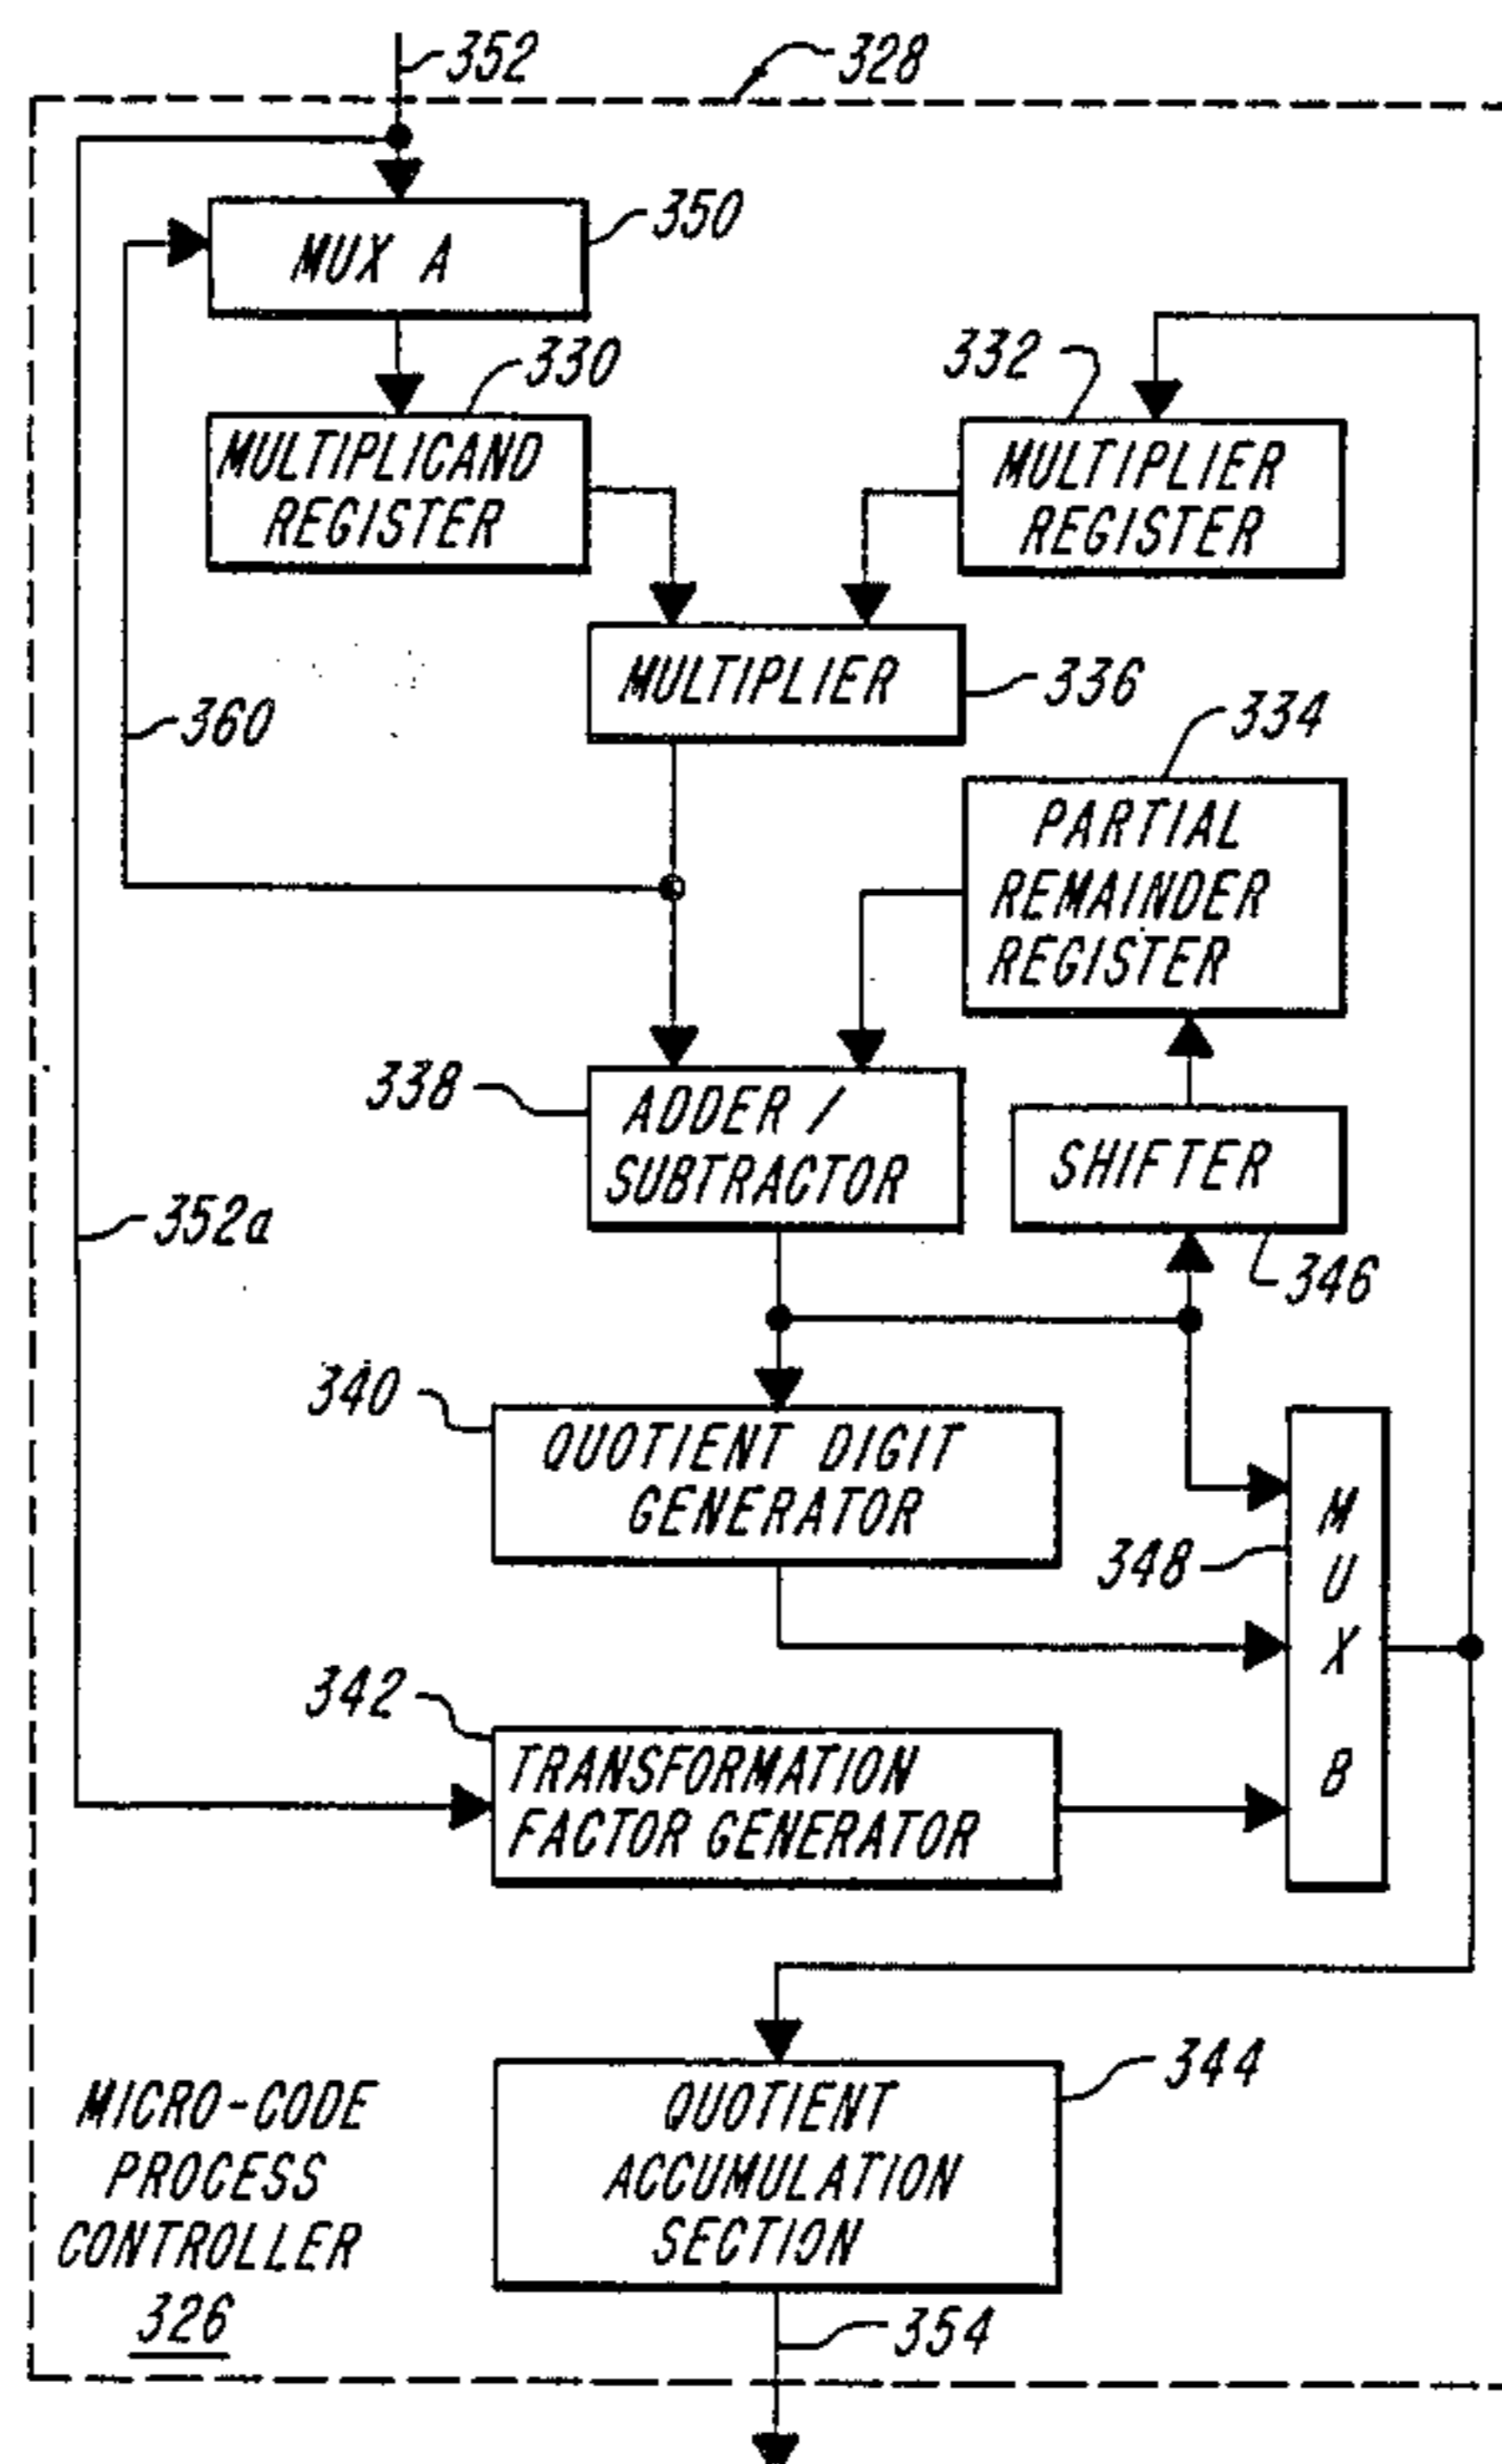 352
328
350
MUX A
330
332
MULTIPLICAND
REGISTER
MULTIPLIER
REGISTER
MULTIPLIER
336
360
334
PARTIAL
REMAINDER
REGISTER
338
ADDER /
SUBTRACTOR
SHIFTER
352a
346
340
QUOTIENT DIGIT
GENERATOR
348
M
U
X
B
342
TRANSFORMATION
FACTOR GENERATOR
344
QUOTIENT
ACCUMULATION
SECTION
MICRO-CODE
PROCESS
CONTROLLER
326
354